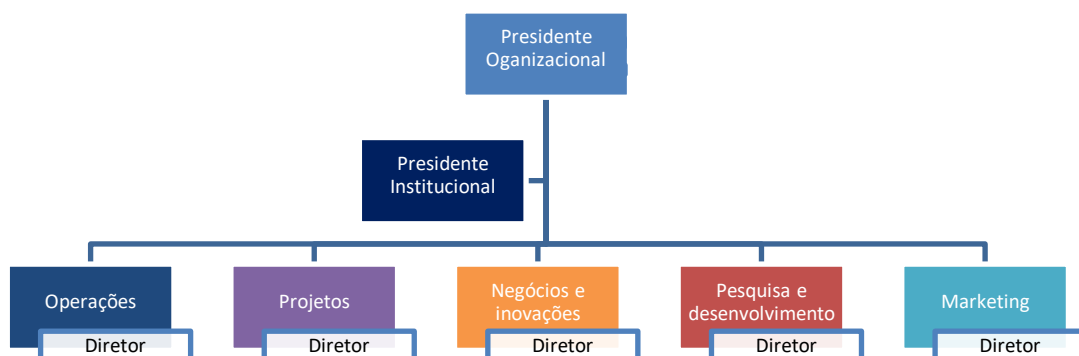 Presidente
Oganizacional
Presidente
Institucional
Operações
Projetos
Negócios e
inovações
Pesquisa e
desenvolvimento
Marketing
Diretor
Diretor
Diretor
Diretor
Diretor